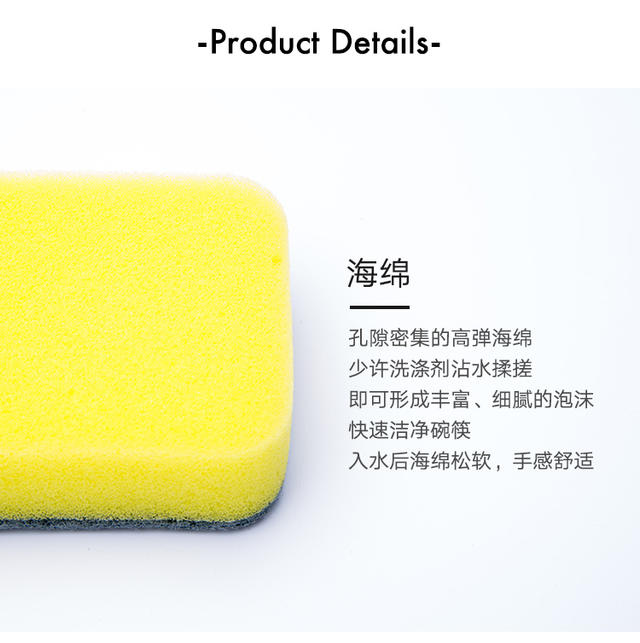 -Product Details-
海绵
孔隙密集的高弹海绵
少许洗涤剂沾水揉搓
即可形成丰富、细腻的泡沫
快速洁净碗筷
入水后海绵松软，手感舒适